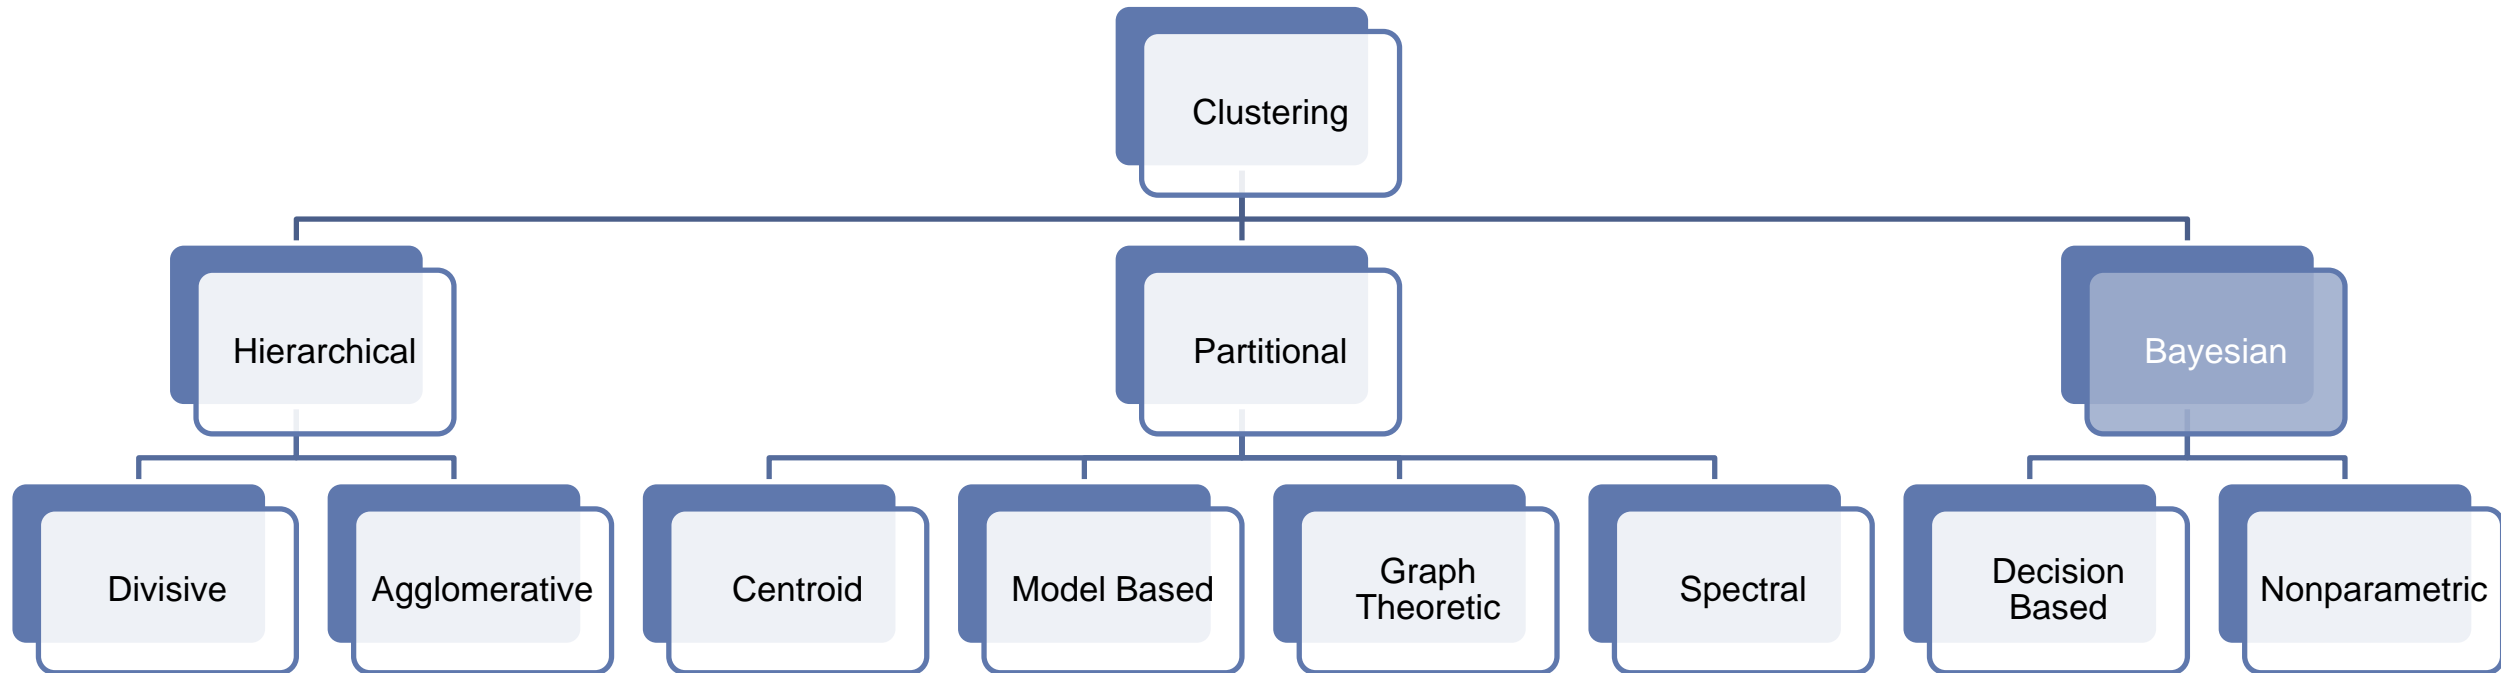 Clustering
Hierarchical
Partitional
Bayesian
Divisive
Agglomerative
Centroid
Model Based
Graph
Theoretic
Spectral
Decision
Based
Nonparametric